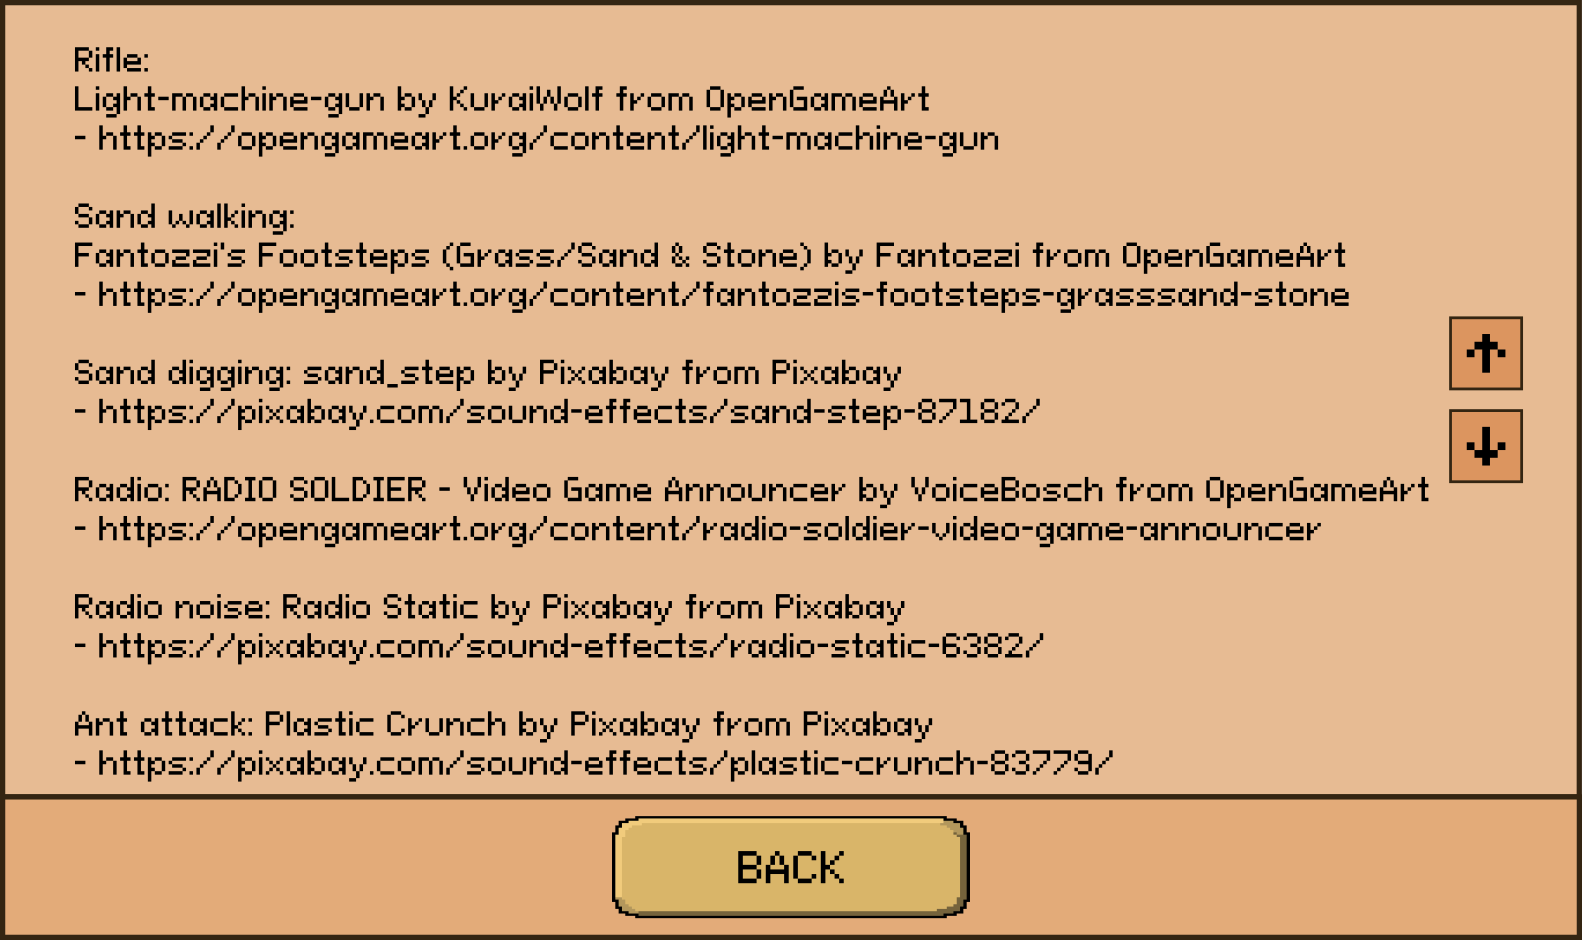 Rifle:
Light-machine-gun by KuraiWolf from OpenGameArt
- https://opengameart.org/content/light-machine-gun
Sand walking:
Fantozzi's Footsteps (Grass/Sand & Stone) by Fantozzi from OpenGameArt
- https://opengameart.org/content/fantozzis-footsteps-grasssand-stone
Sand digging: sand_step by Pixabay from Pixabay
- https://pixabay.com/sound-effects/sand-step-87182/
Radio: RADIO SOLDIER - Video Game Announcer by VoiceBosch from OpenGameArt
- https://opengameart.org/content/radio-soldier-video-game-announcer
Radio noise: Radio Static by Pixabay from Pixabay
- https://pixabay.com/sound-effects/radio-static-6382/
Ant attack: Plastic Crunch by Pixabay from Pixabay
- https://pixabay.com/sound-effects/plastic-crunch-83779/
BACK